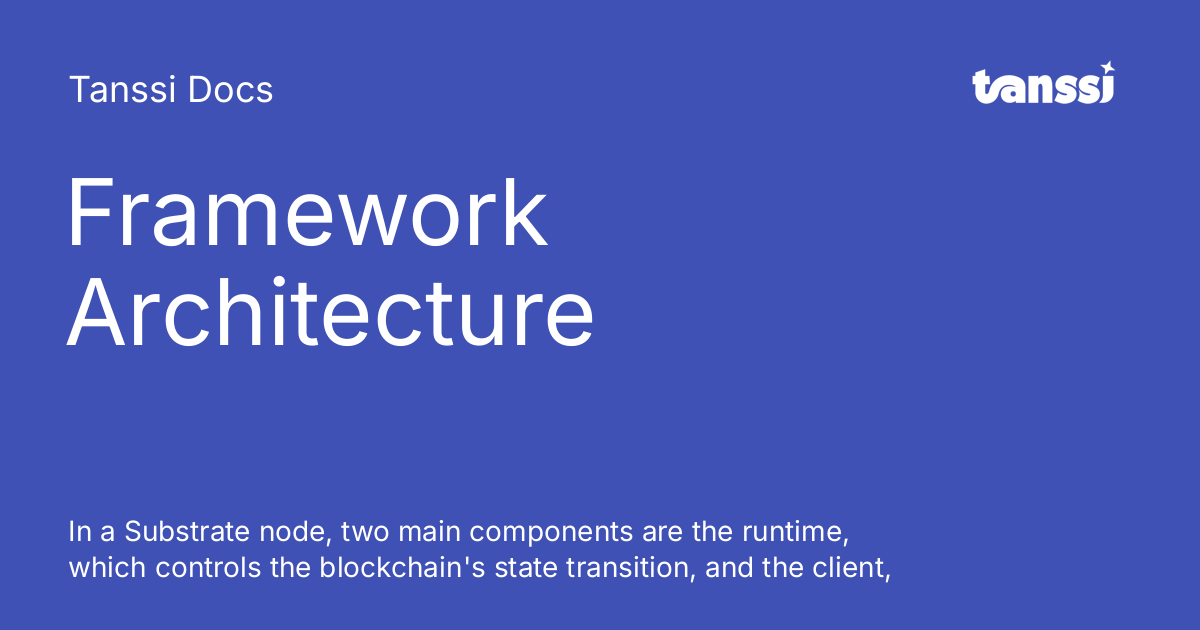 Tanssi Docs
tanssi
Framework
Architecture
In a Substrate node, two main components are the runtime,
which controls the blockchain's state transition, and the client,